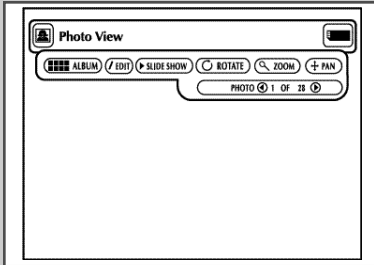 Photo View
ALBUM EDIT SLIDE SHOW ROTATE ZOOM PAN
PHOTO 1 OF 28